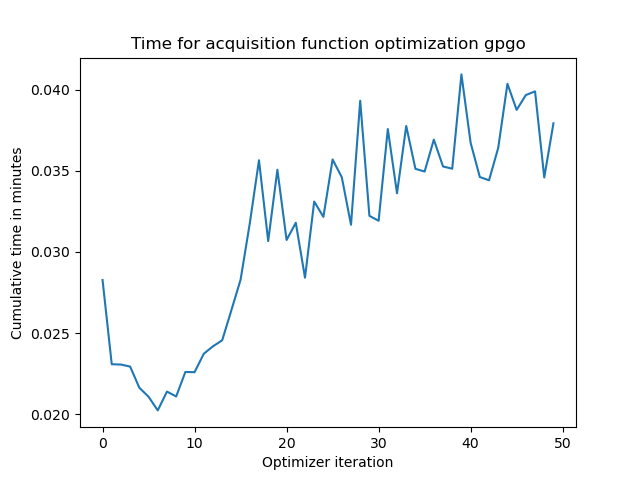 Time for acquisition function optimization gpgo
Cumulative time in minutes
0.040
0.035
0.030
0.025
0.020
0 10 20 30 40 50
Optimizer iteration